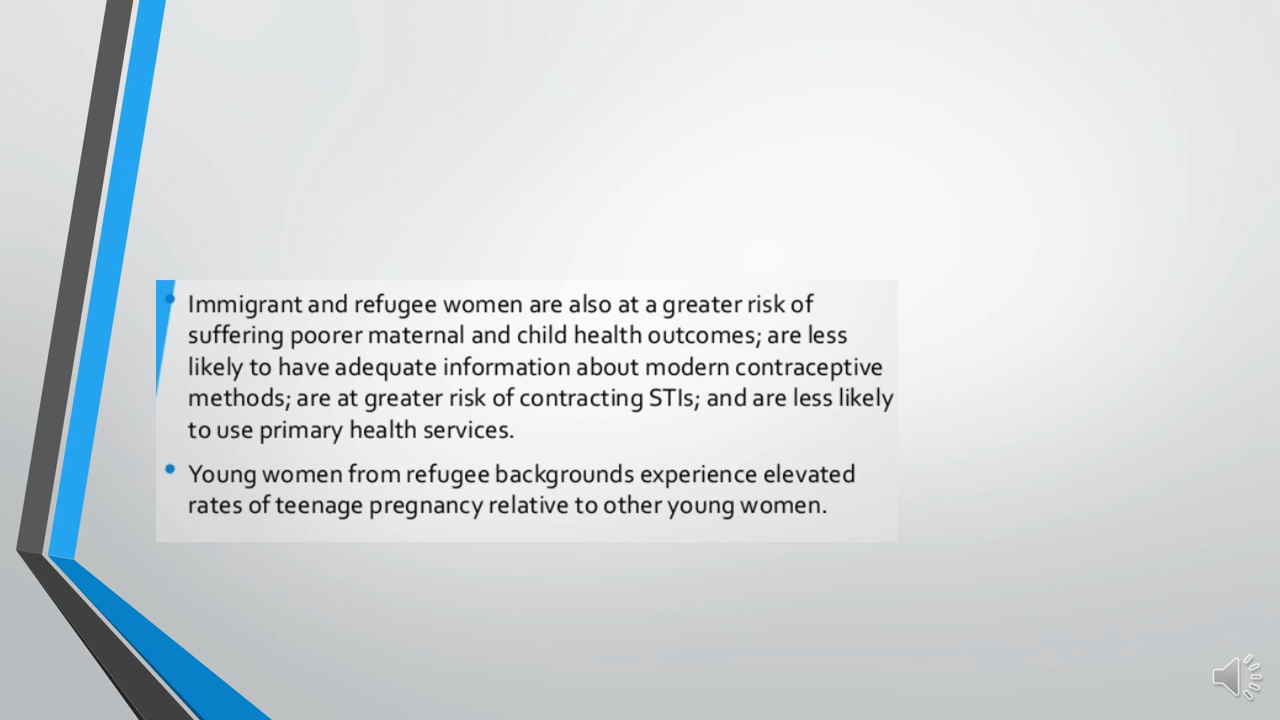 • Immigrant and refugee women are also at a greater risk of
suffering poorer maternal and child health outcomes; are less
likely to have adequate information about modern contraceptive
methods; are at greater risk of contracting STIs; and are less likely
to use primary health services.
• Young women from refugee backgrounds experience elevated
rates of teenage pregnancy relative to other young women.